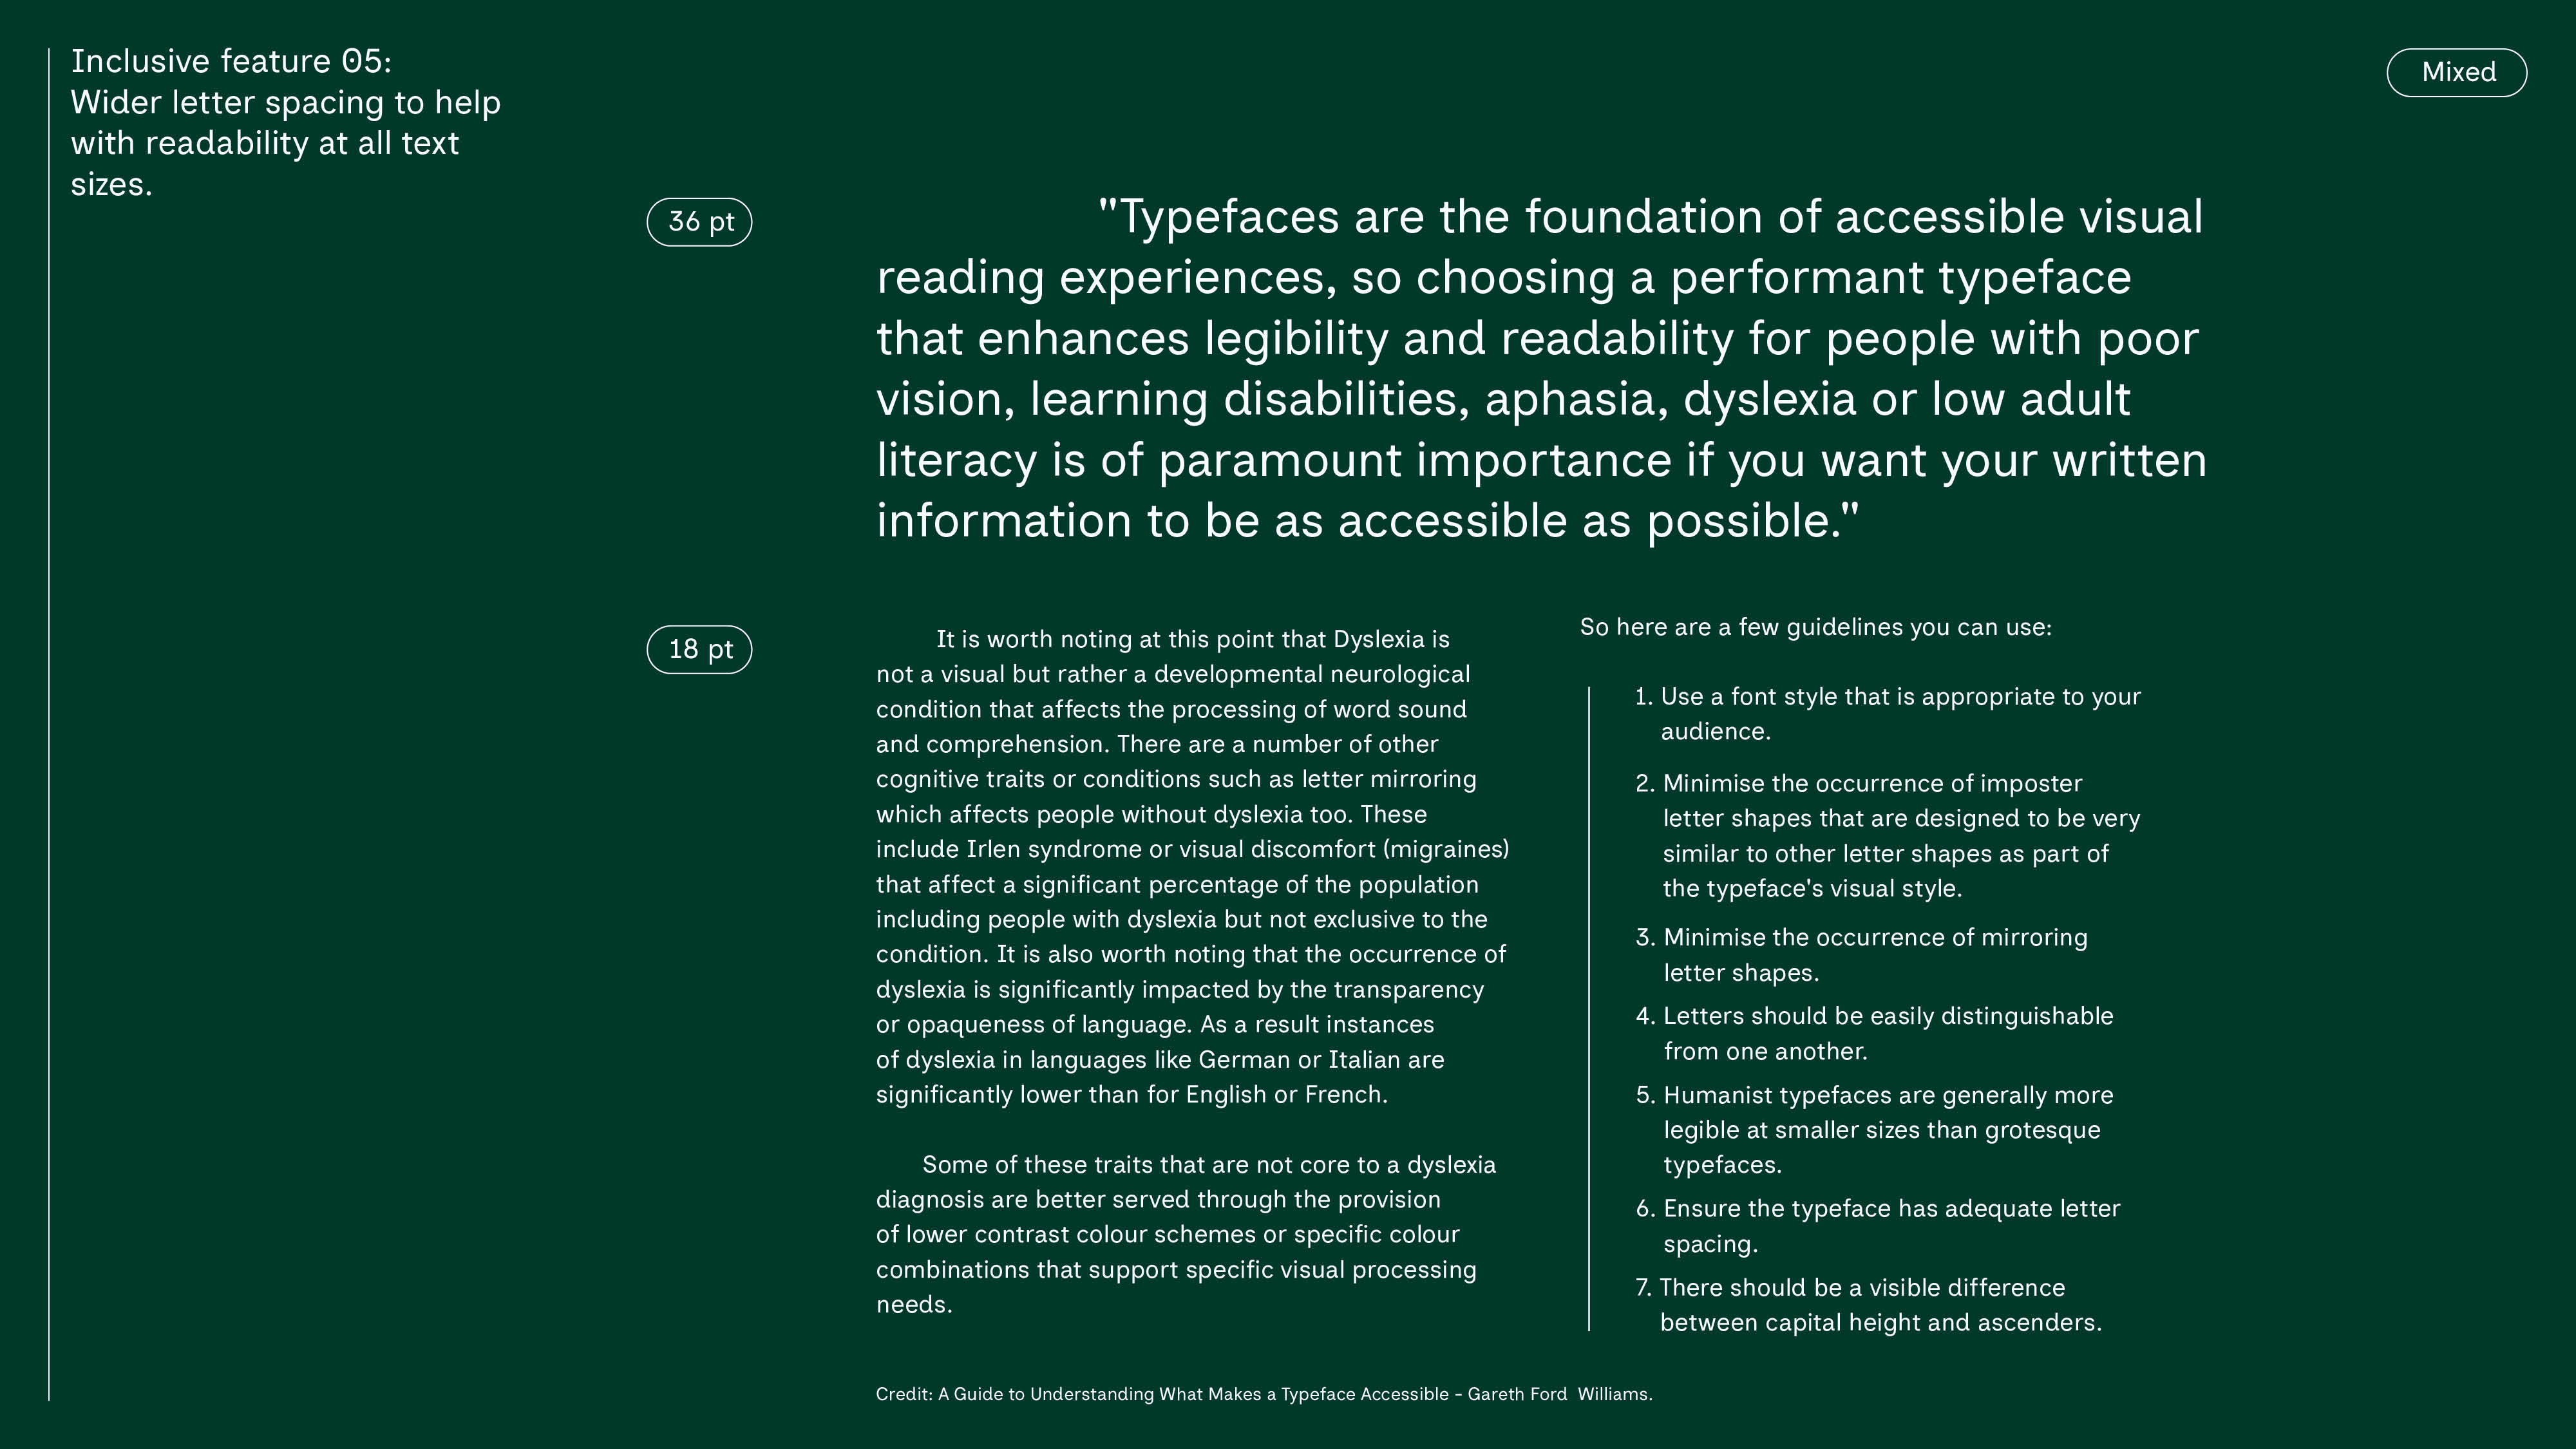 Inclusive feature 05:
Wider letter spacing to help
with readability at all text
sizes.
Mixed
36 pt
"Typefaces are the foundation of accessible visual
reading experiences, so choosing a performant typeface
that enhances legibility and readability for people with poor
vision, learning disabilities, aphasia, dyslexia or low adult
literacy is of paramount importance if you want your written
information to be as accessible as possible."
18 pt
It is worth noting at this point that Dyslexia is
not a visual but rather a developmental neurological
condition that affects the processing of word sound
and comprehension. There are a number of other
cognitive traits or conditions such as letter mirroring
which affects people without dyslexia too. These
include Irlen syndrome or visual discomfort (migraines)
that affect a significant percentage of the population
including people with dyslexia but not exclusive to the
condition. It is also worth noting that the occurrence of
dyslexia is significantly impacted by the transparency
or opaqueness of language. As a result instances
of dyslexia in languages like German or Italian are
significantly lower than for English or French.
Some of these traits that are not core to a dyslexia
diagnosis are better served through the provision
of lower contrast colour schemes or specific colour
combinations that support specific visual processing
needs.
So here are a few guidelines you can use:
1. Use a font style that is appropriate to your
audience.
2. Minimise the occurrence of imposter
letter shapes that are designed to be very
similar to other letter shapes as part of
the typeface's visual style.
3. Minimise the occurrence of mirroring
letter shapes.
4. Letters should be easily distinguishable
from one another.
5. Humanist typefaces are generally more
legible at smaller sizes than grotesque
typefaces.
6. Ensure the typeface has adequate letter
spacing.
7. There should be a visible difference
between capital height and ascenders.
Credit: A Guide to Understanding What Makes a Typeface Accessible - Gareth Ford  Williams.